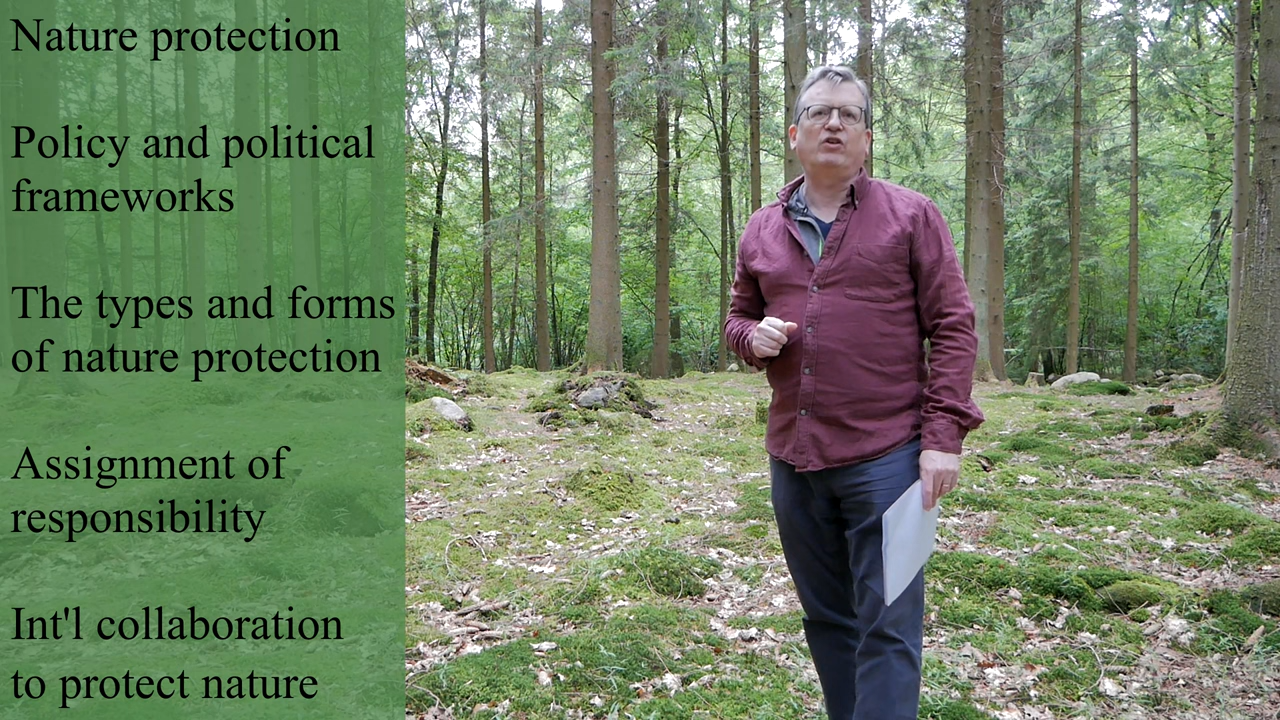 Nature protection
Policy and political
frameworks
The types and forms
of nature protection
Assignment of
responsibility
Int'l collaboration
to protect nature